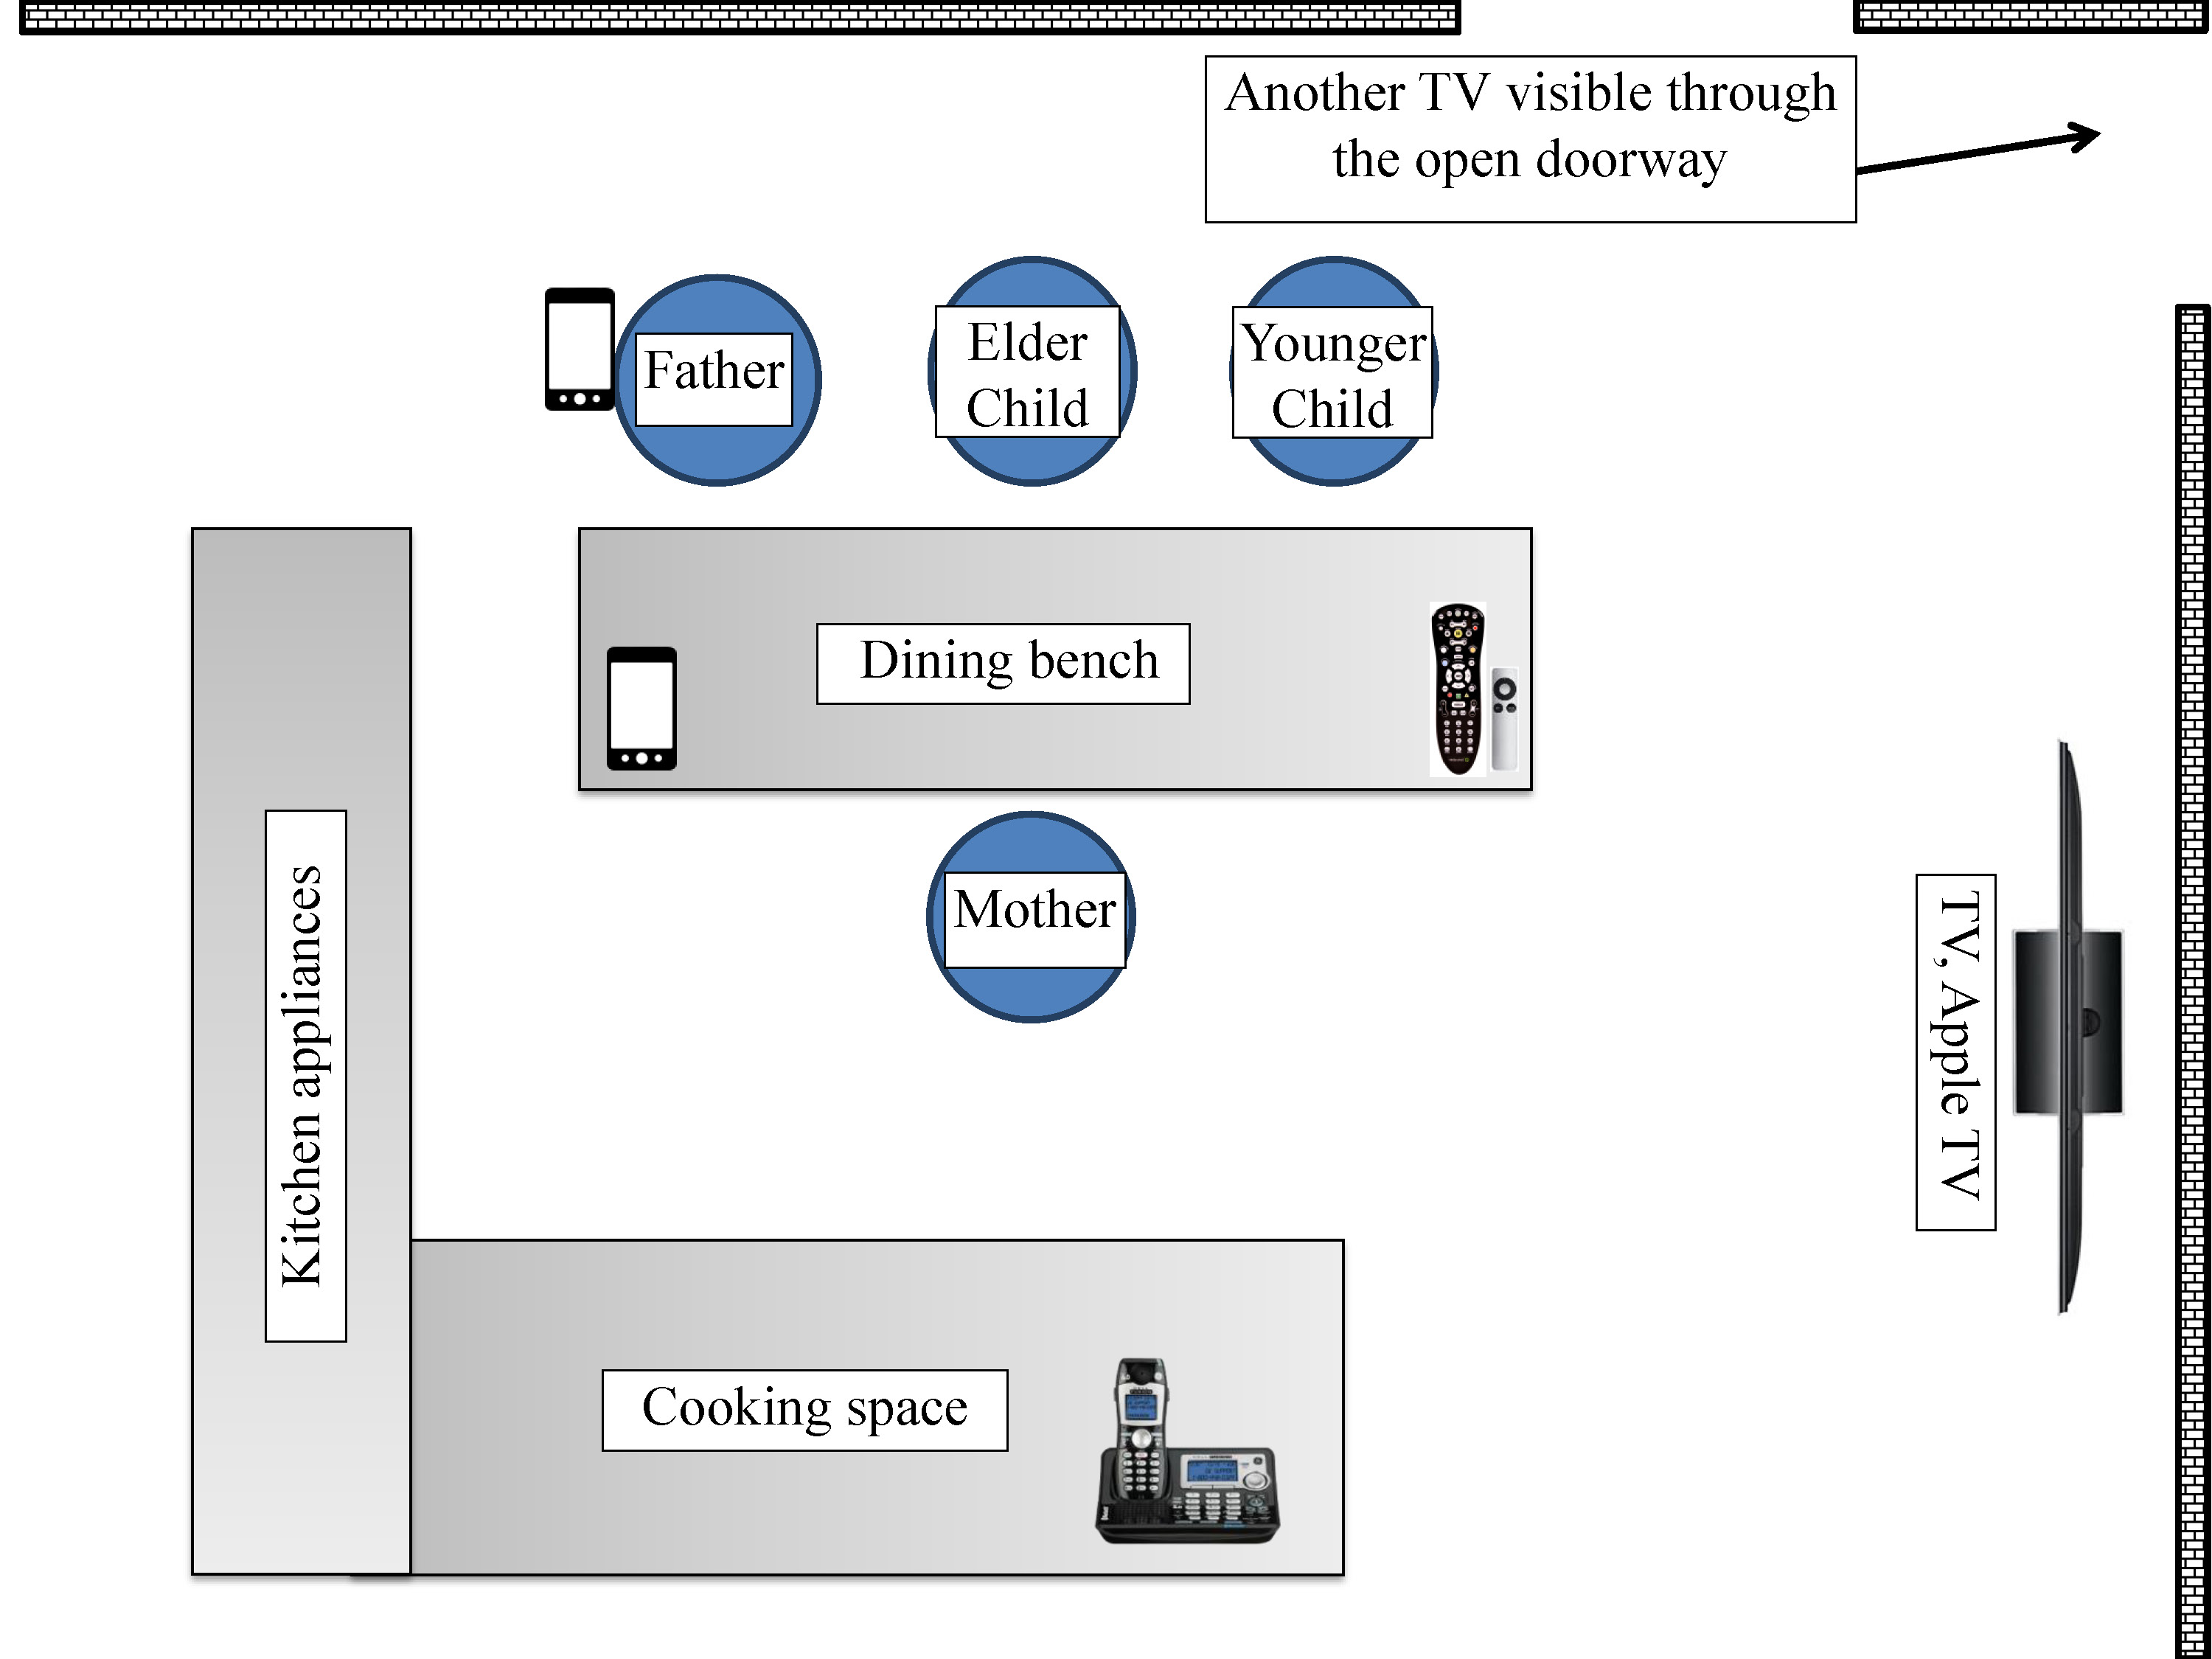 Another TV visible through
the open doorway
Father
Elder
Child
Younger
Child
Dining bench
Mother
Kitchen appliances
TV, Apple TV
Cooking space